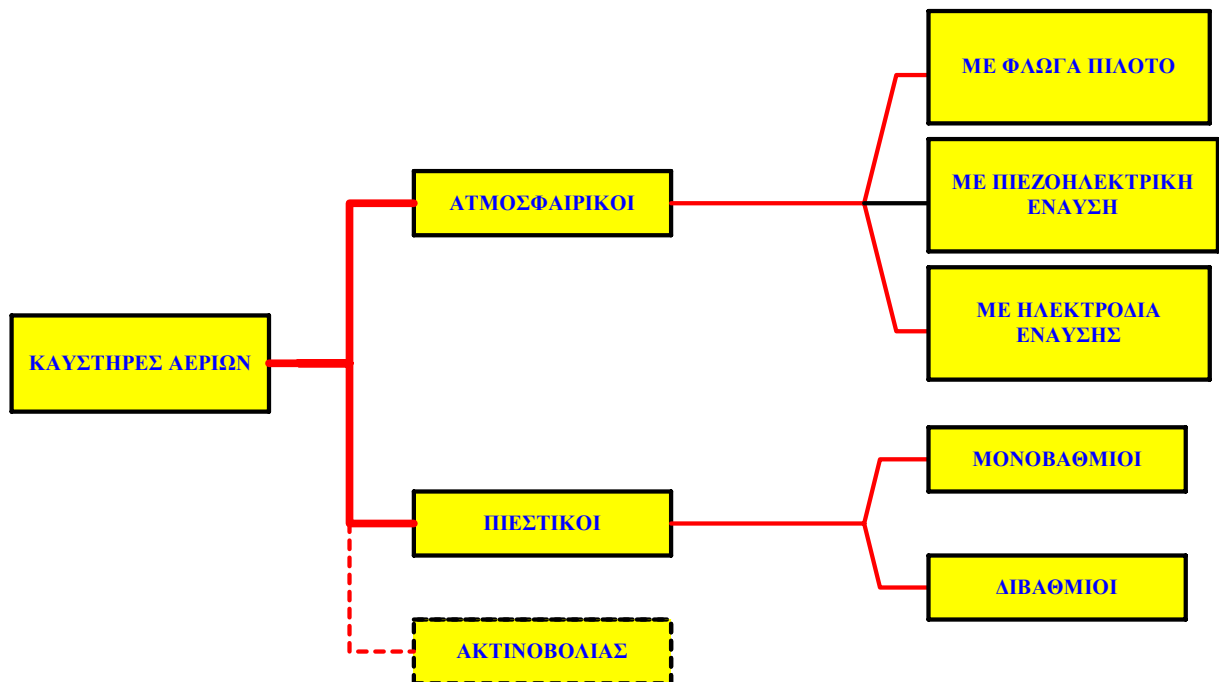 ΜΕ ΦΛΩΓΑ ΠΙΛΟΤΟ
ΜΕ ΠΙΕΖΟΗΛΕΚΤΡΙΚΗ
ΕΝΑΥΣΗ
ΑΤΜΟΣΦΑΙΡΙΚΟΙ
ΜΕ ΗΛΕΚΤΡΟΔΙΑ
ΕΝΑΥΣΗΣ
ΚΑΥΣΤΗΡΕΣ ΑΕΡΙΩΝ
ΜΟΝΟΒΑΘΜΙΟΙ
ΠΙΕΣΤΙΚΟΙ
ΔΙΒΑΘΜΙΟΙ
ΑΚΤΙΝΟΒΟΛΙΑΣ